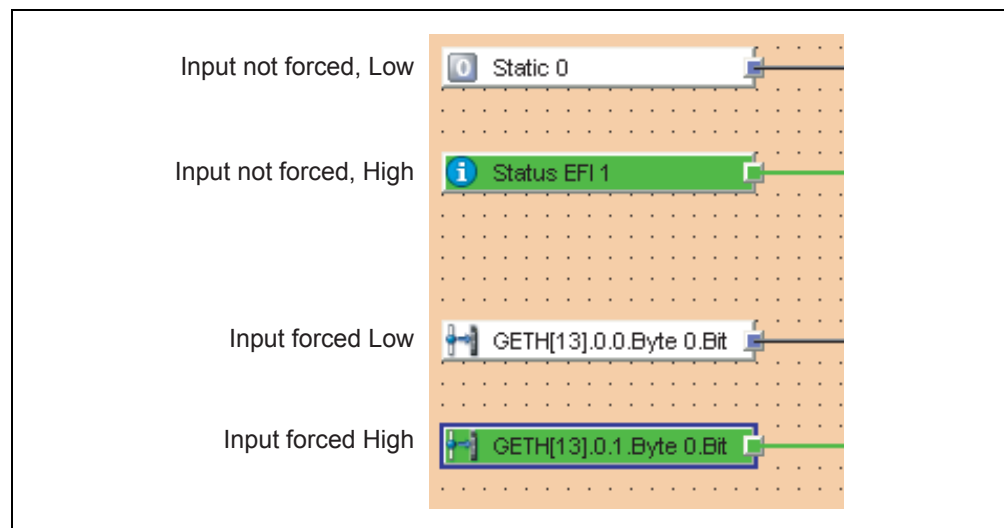 Input not forced, Low
0 Static 0
Input not forced, High
i Status EFI 1
Input forced Low
GETH[13].0.0.Byte 0.Bit
Input forced High
GETH[13].0.1.Byte 0.Bit